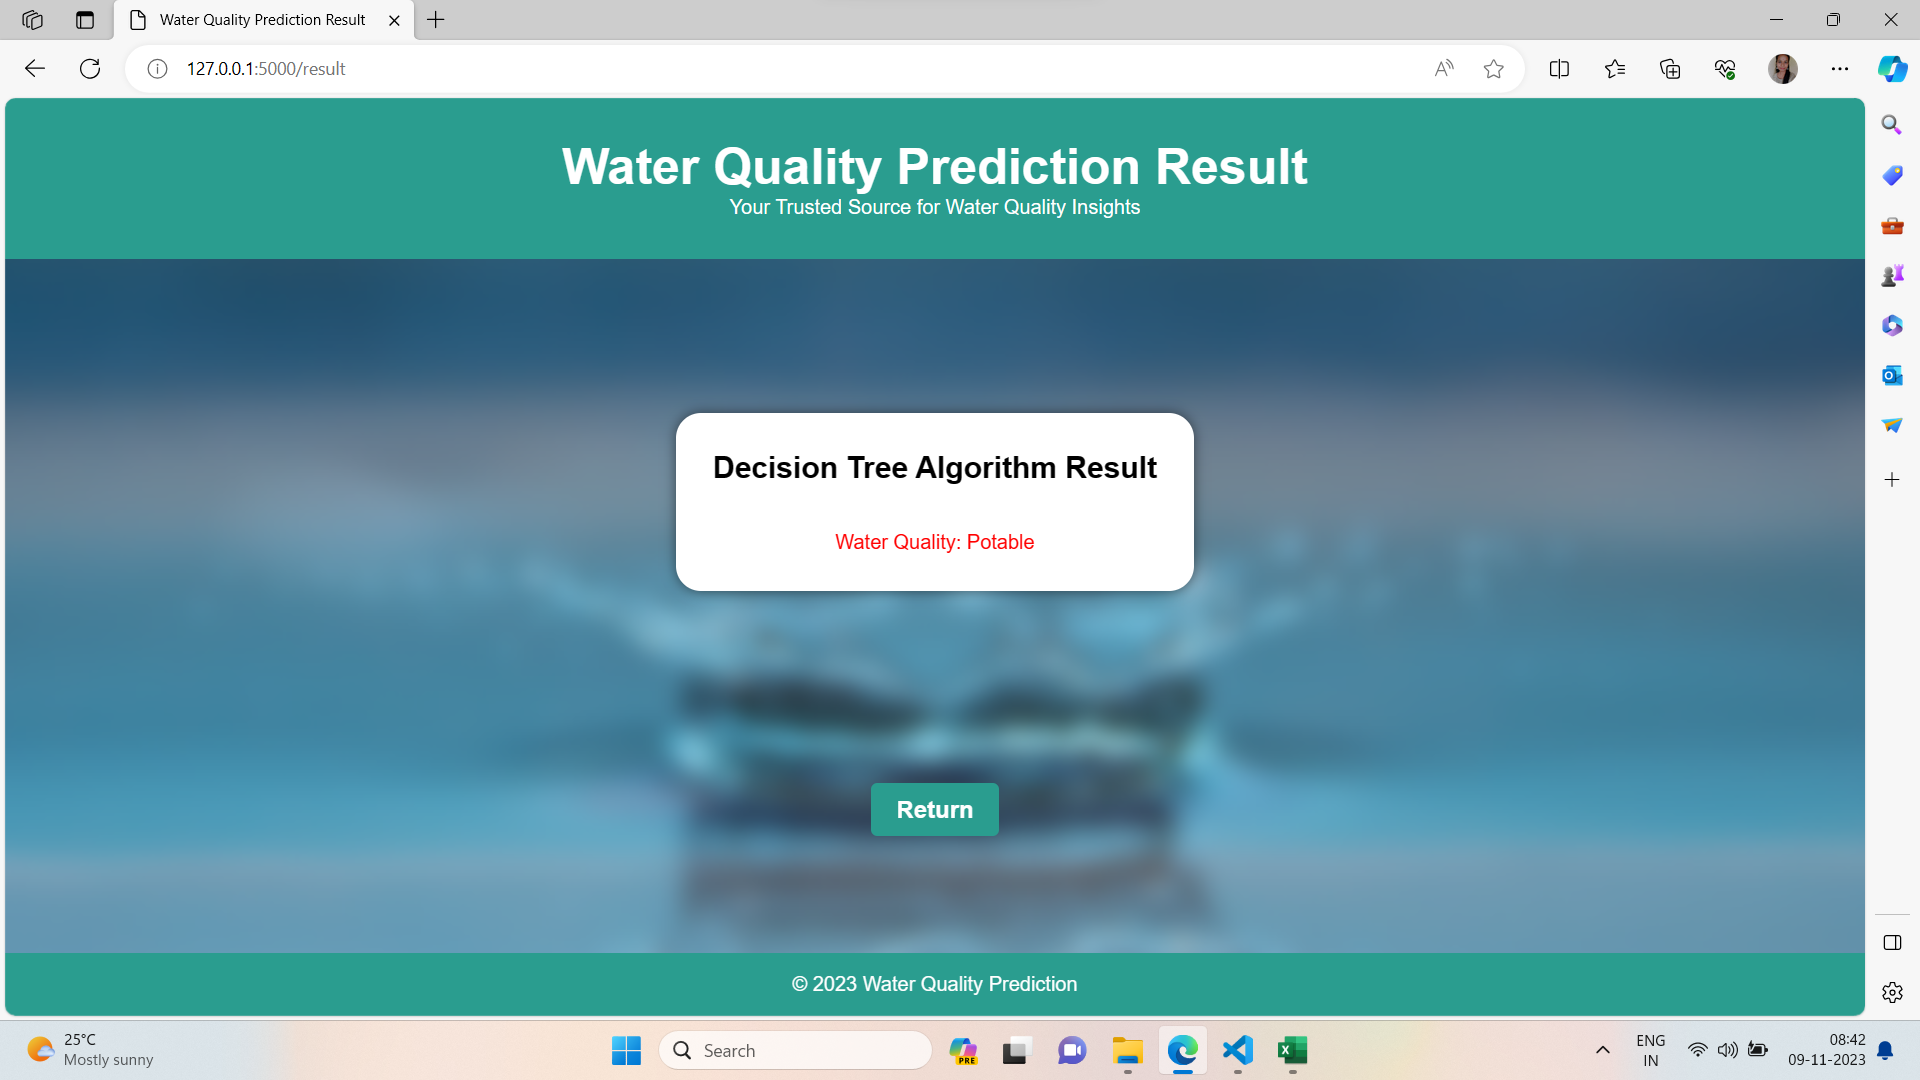 Water Quality Prediction Result
127.0.0.1:5000/result
Water Quality Prediction Result
Your Trusted Source for Water Quality Insights
Decision Tree Algorithm Result
Water Quality: Potable
Return
© 2023 Water Quality Prediction
25°C
Mostly sunny
Search
PRE
ENG
IN
08:42
09-11-2023